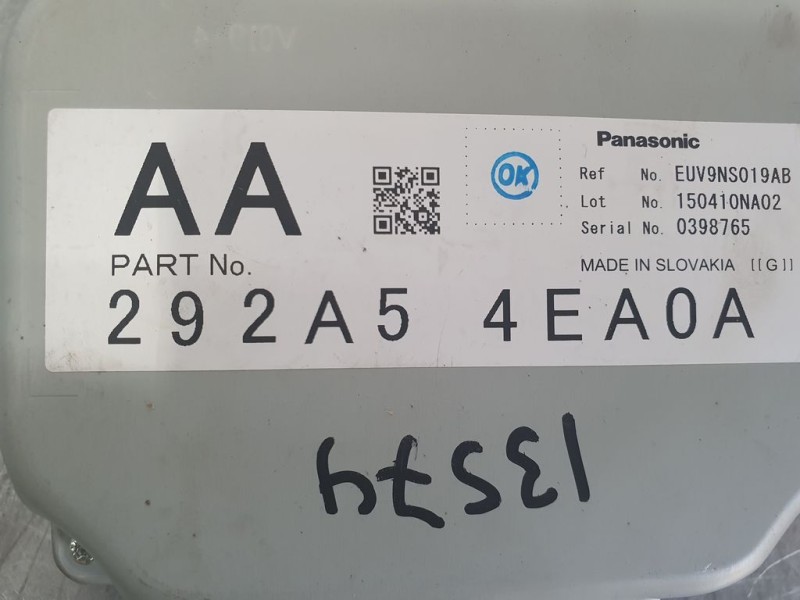 AA
PART No.
292A5 4EA0A
OK
Panasonic
Ref No. EUV9NS019AB
Lot No. 150410NA02
Serial No. 0398765
MADE IN SLOVAKIA [[G]]